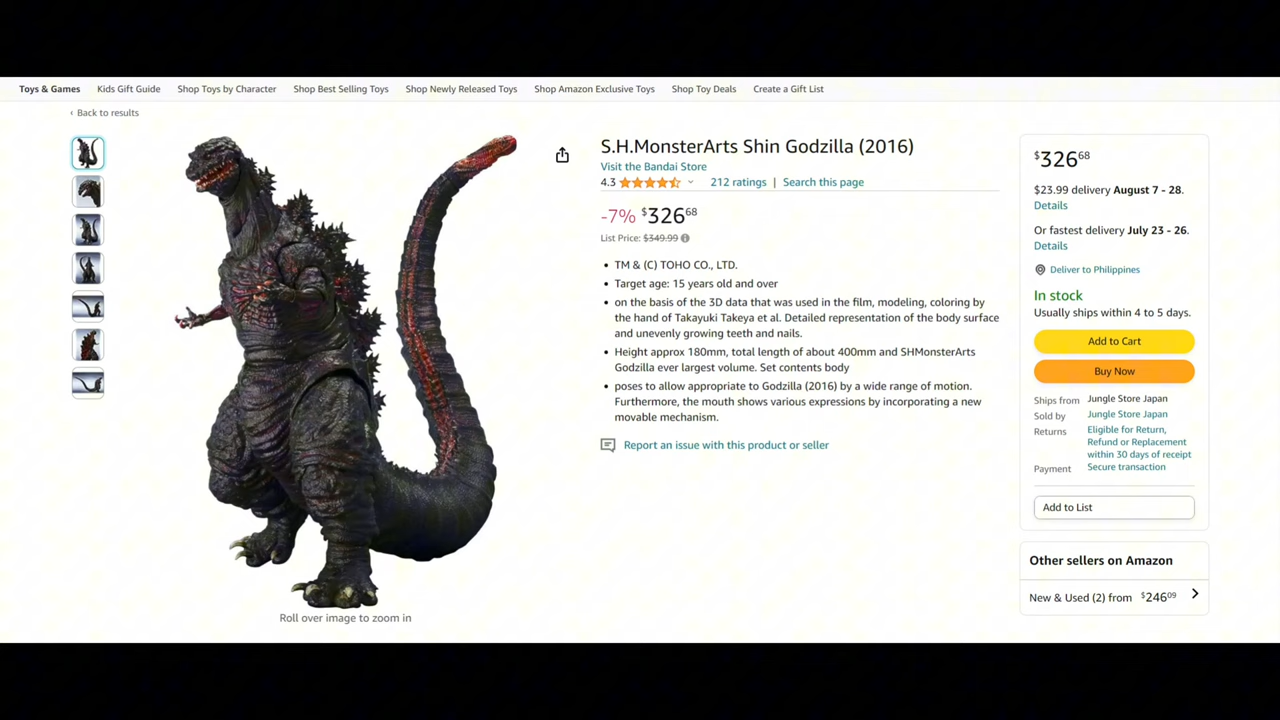 Toys & Games Kids Gift Guide Shop Toys by Character Shop Best Selling Toys Shop Newly Released Toys Shop Amazon Exclusive Toys Shop Toy Deals Create a Gift List
‹ Back to results
Roll over image to zoom in
S.H.MonsterArts Shin Godzilla (2016)
Visit the Bandai Store
4.3 212 ratings | Search this page
-7% $32668
List Price: $349.99
• TM & (C) TOHO CO., LTD.
• Target age: 15 years old and over
• on the basis of the 3D data that was used in the film, modeling, coloring by
the hand of Takayuki Takeya et al. Detailed representation of the body surface
and unevenly growing teeth and nails.
• Height approx 180mm, total length of about 400mm and SHMonsterArts
Godzilla ever largest volume. Set contents body
• poses to allow appropriate to Godzilla (2016) by a wide range of motion.
Furthermore, the mouth shows various expressions by incorporating a new
movable mechanism.
Report an issue with this product or seller
$32668
$23.99 delivery August 7 - 28.
Details
Or fastest delivery July 23 - 26.
Details
Deliver to Philippines
In stock
Usually ships within 4 to 5 days.
Add to Cart
Buy Now
Ships from Jungle Store Japan
Sold by Jungle Store Japan
Returns Eligible for Return,
Refund or Replacement
within 30 days of receipt
Payment Secure transaction
Add to List
Other sellers on Amazon
New & Used (2) from $24609